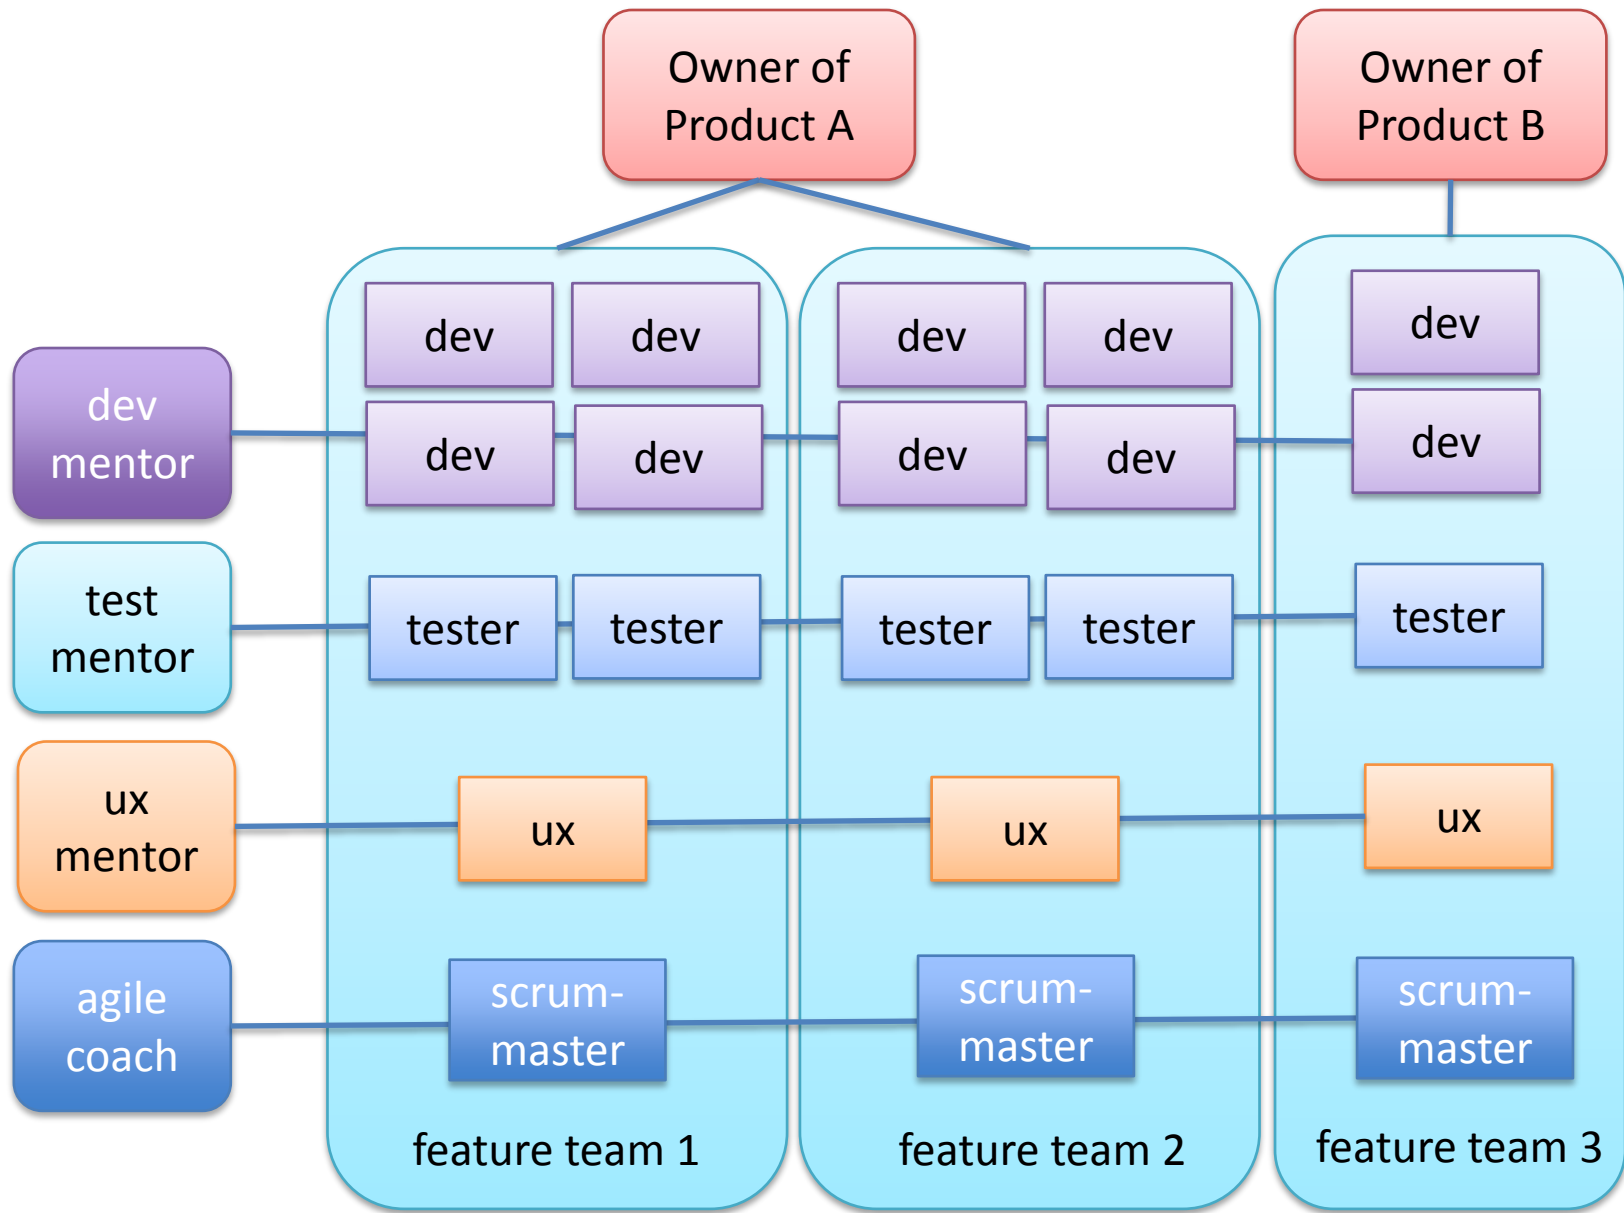 Owner of
Product A
Owner of
Product B
dev
mentor
dev
dev
dev
dev
dev
dev
dev
dev
dev
dev
test
mentor
tester
tester
tester
tester
tester
ux
mentor
ux
ux
ux
agile
coach
scrum-
master
scrum-
master
scrum-
master
feature team 1
feature team 2
feature team 3